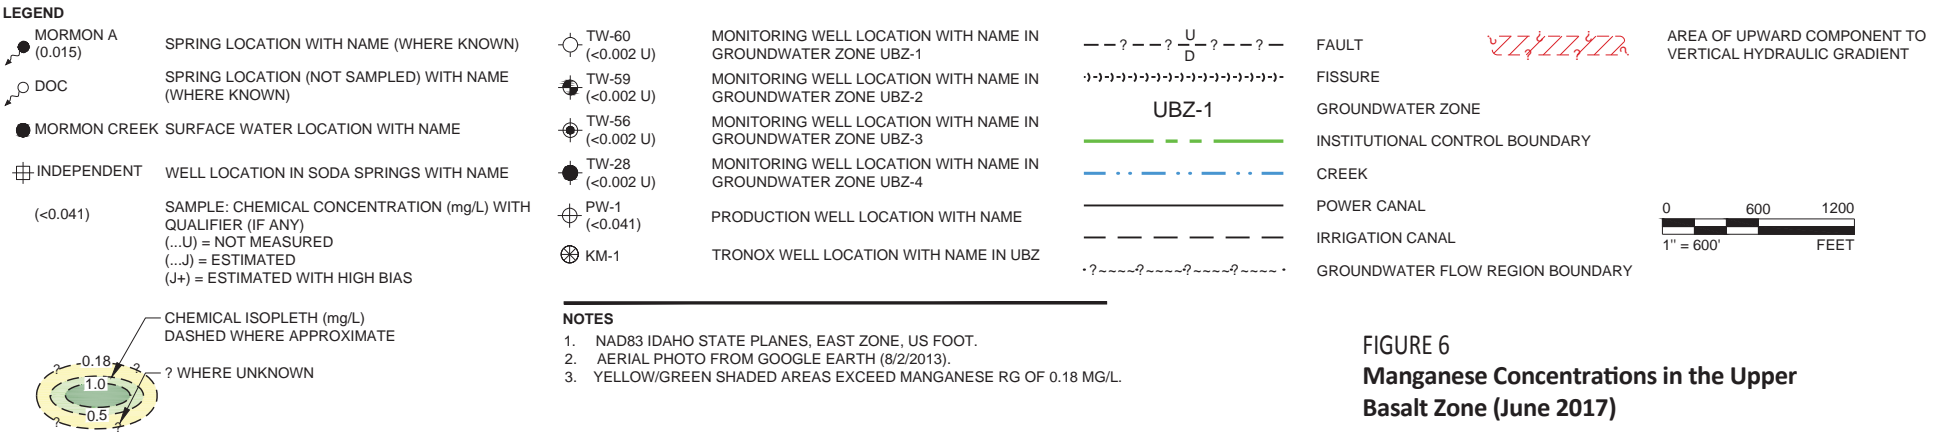 LEGEND
MORMON A
(0.015)
SPRING LOCATION WITH NAME (WHERE KNOWN)
DOC
SPRING LOCATION (NOT SAMPLED) WITH NAME
(WHERE KNOWN)
MORMON CREEK
SURFACE WATER LOCATION WITH NAME
INDEPENDENT
WELL LOCATION IN SODA SPRINGS WITH NAME
(<0.041)
SAMPLE: CHEMICAL CONCENTRATION (mg/L) WITH
QUALIFIER (IF ANY)
(...U) = NOT MEASURED
(...J) = ESTIMATED
(J+) = ESTIMATED WITH HIGH BIAS
CHEMICAL ISOPLETH (mg/L)
DASHED WHERE APPROXIMATE
? WHERE UNKNOWN
? 0.18 ?
1.0
0.5
? ?
TW-60
(<0.002 U)
MONITORING WELL LOCATION WITH NAME IN
GROUNDWATER ZONE UBZ-1
TW-59
(<0.002 U)
MONITORING WELL LOCATION WITH NAME IN
GROUNDWATER ZONE UBZ-2
TW-56
(<0.002 U)
MONITORING WELL LOCATION WITH NAME IN
GROUNDWATER ZONE UBZ-3
TW-28
(<0.002 U)
MONITORING WELL LOCATION WITH NAME IN
GROUNDWATER ZONE UBZ-4
PW-1
(<0.041)
PRODUCTION WELL LOCATION WITH NAME
KM-1
TRONOX WELL LOCATION WITH NAME IN UBZ
? ? U ? ?
D
FAULT
FISSURE
UBZ-1
GROUNDWATER ZONE
INSTITUTIONAL CONTROL BOUNDARY
CREEK
POWER CANAL
IRRIGATION CANAL
? ? ? ?
GROUNDWATER FLOW REGION BOUNDARY
AREA OF UPWARD COMPONENT TO
VERTICAL HYDRAULIC GRADIENT
0 600 1200
1" = 600' FEET
NOTES
1. NAD83 IDAHO STATE PLANES, EAST ZONE, US FOOT.
2. AERIAL PHOTO FROM GOOGLE EARTH (8/2/2013).
3. YELLOW/GREEN SHADED AREAS EXCEED MANGANESE RG OF 0.18 MG/L.
FIGURE 6
Manganese Concentrations in the Upper
Basalt Zone (June 2017)